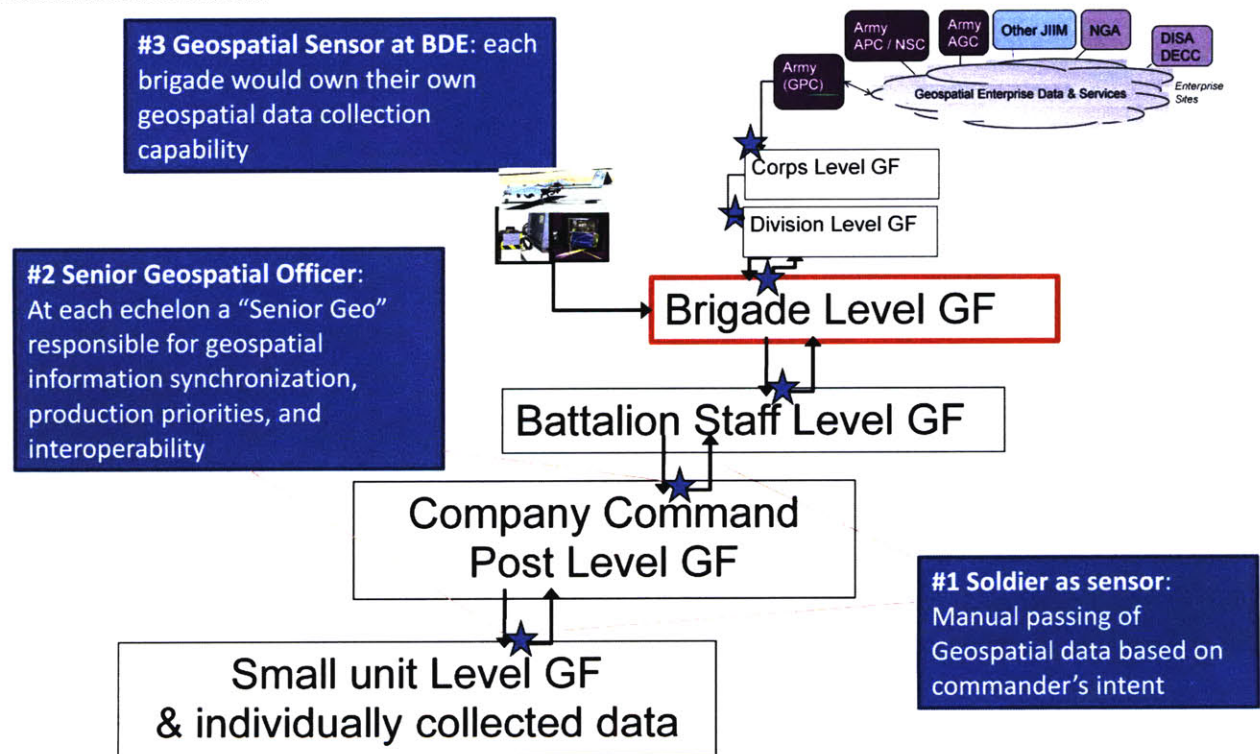 #3 Geospatial Sensor at BDE: each
brigade would own their own
geospatial data collection
capability
Army
APC / NSC
Army
AGC
Other JIIM
NGA
DISA
DECC
Army
(GPC)
Geospatial Enterprise Data & Services
Enterprise
Sites
Corps Level GF
Division Level GF
#2 Senior Geospatial Officer:
At each echelon a “Senior Geo”
responsible for geospatial
information synchronization,
production priorities, and
interoperability
Brigade Level GF
Battalion Staff Level GF
Company Command
Post Level GF
#1 Soldier as sensor:
Manual passing of
Geospatial data based on
commander’s intent
Small unit Level GF
& individually collected data